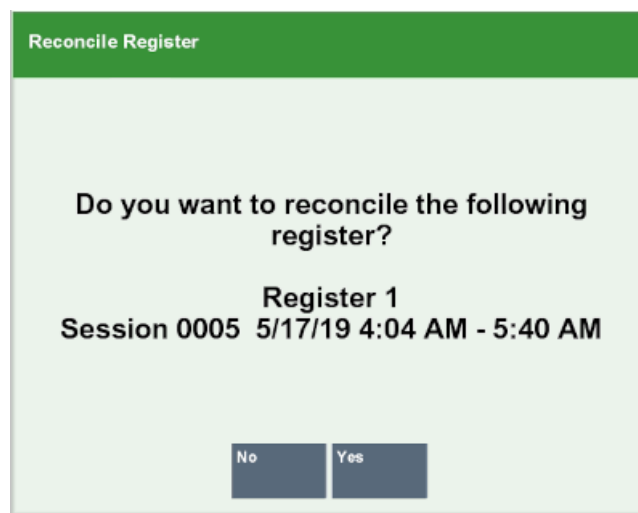 Reconcile Register
Do you want to reconcile the following
register?
Register 1
Session 0005  5/17/19 4:04 AM - 5:40 AM
No
Yes